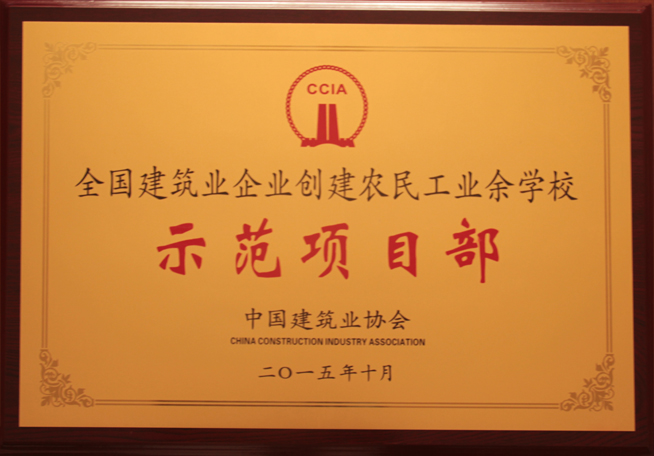 CCIA
全国建筑业企业创建农民工业余学校
示范项目部
中国建筑业协会
CHINA CONSTRUCTION INDUSTRY ASSOCIATION
二〇一五年十月